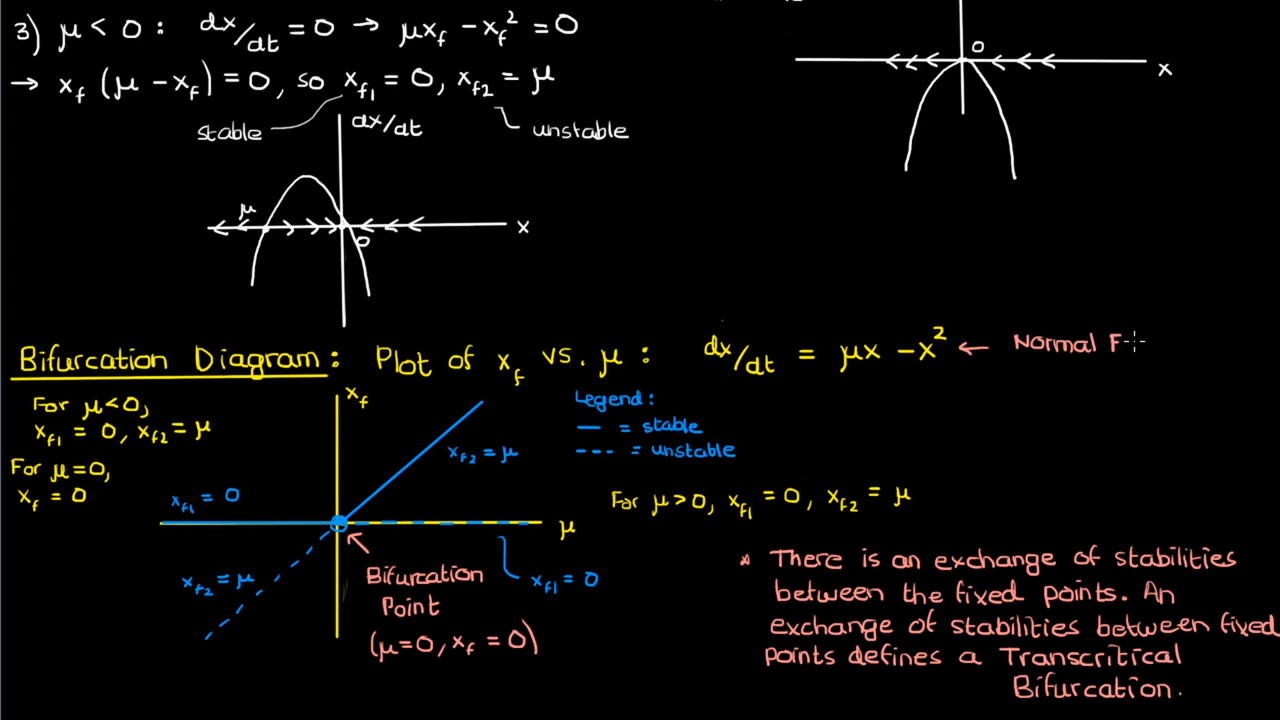 3) μ < 0 : dx/dt = 0 → μx_f - x_f² = 0
→ x_f (μ - x_f) = 0, so x_f1 = 0, x_f2 = μ
stable
unstable
dx/dt
μ
0
x
0
x
Bifurcation Diagram: Plot of x_f vs. μ : dx/dt = μx - x² ← Normal F
For μ<0,
x_f1 = 0, x_f2 = μ
For μ=0,
x_f = 0
x_f
x_f1 = 0
x_f2 = μ
x_f2 = μ
μ
x_f1 = 0
Bifurcation
Point
(μ=0, x_f = 0)
Legend:
— = stable
--- = unstable
For μ>0, x_f1 = 0, x_f2 = μ
* There is an exchange of stabilities
between the fixed points. An
exchange of stabilities between fixed
points defines a Transcritical
Bifurcation.